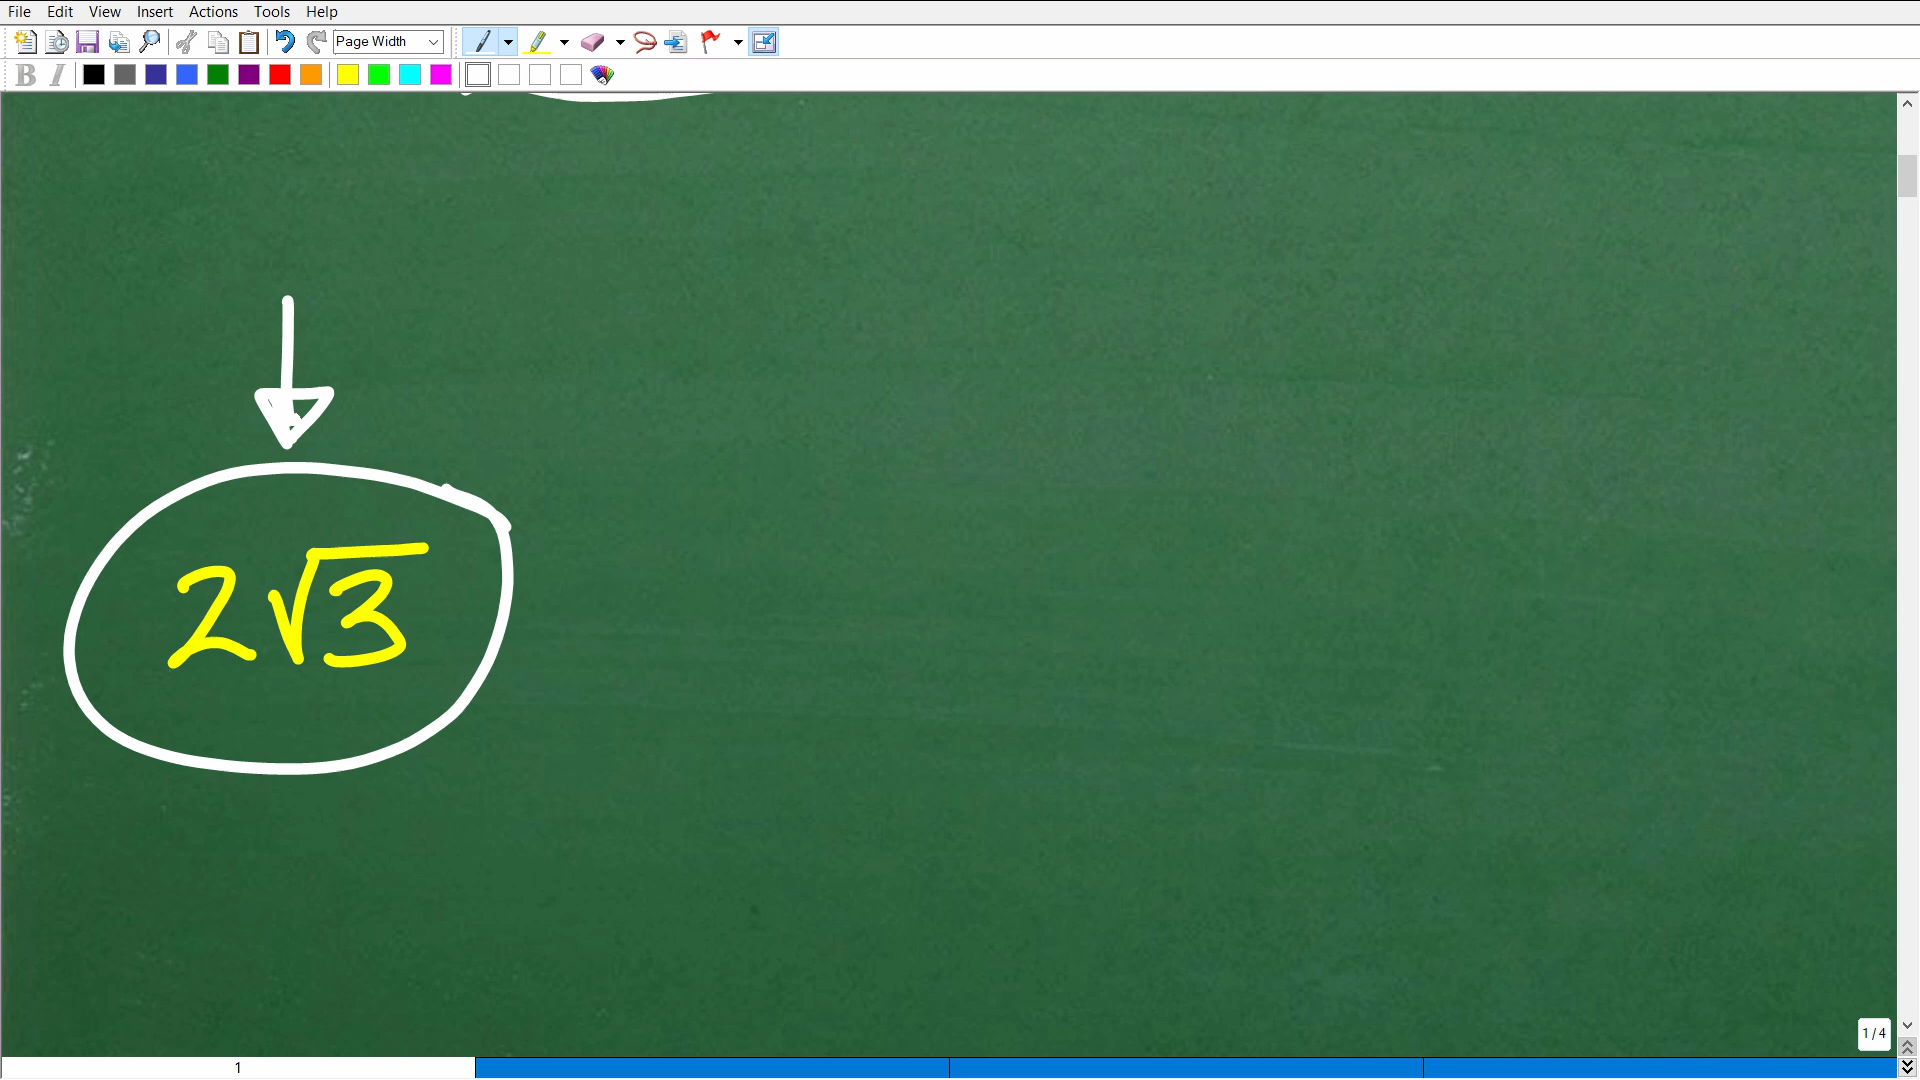 File Edit View Insert Actions Tools Help
Page Width
B I
2√3
1 / 4
1